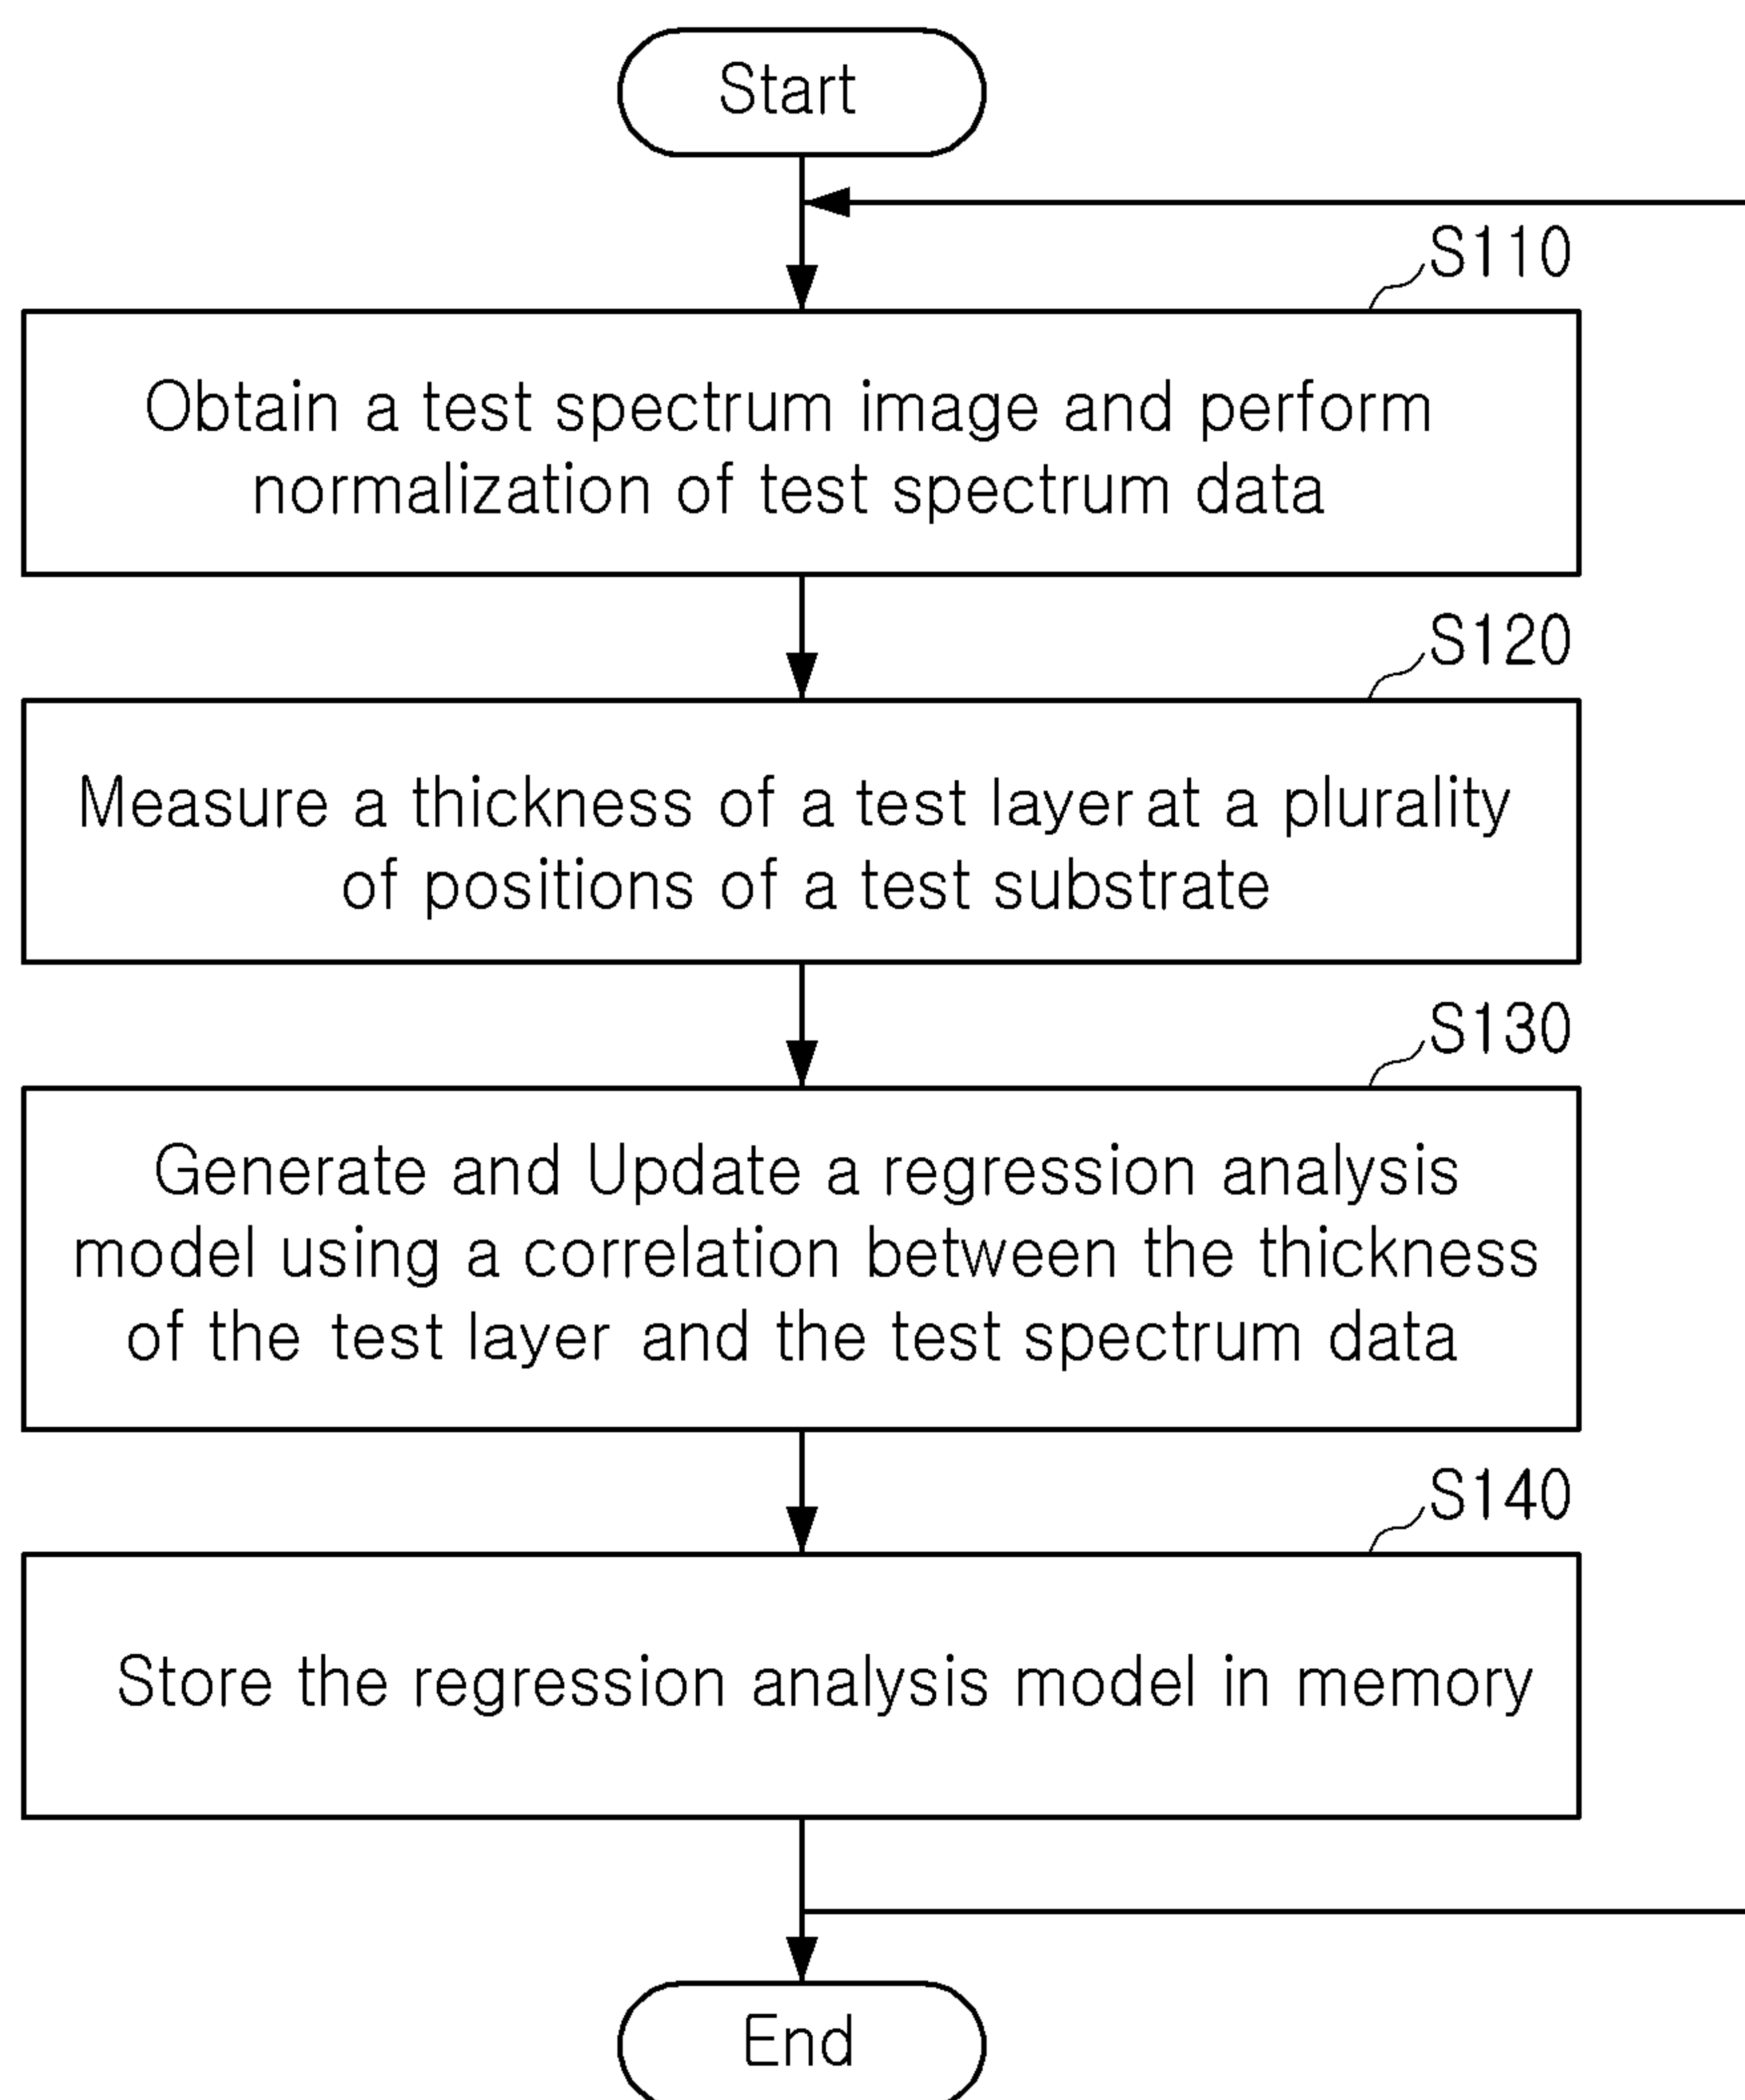 Start
S110
Obtain a test spectrum image and perform
normalization of test spectrum data
S120
Measure a thickness of a test layer at a plurality
of positions of a test substrate
S130
Generate and Update a regression analysis
model using a correlation between the thickness
of the test layer and the test spectrum data
S140
Store the regression analysis model in memory
End